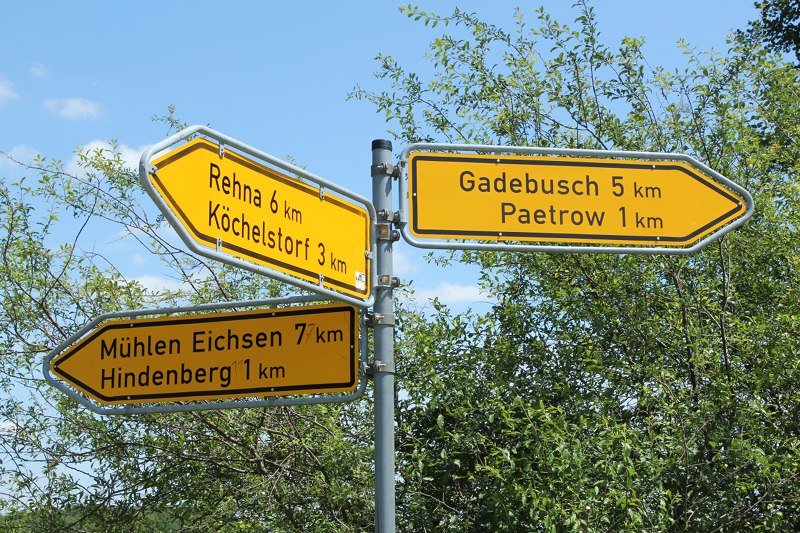 Rehna 6 km
Köchelstorf 3 km
Gadebusch 5 km
Paetrow 1 km
Mühlen Eichsen 7 km
Hindenberg 1 km